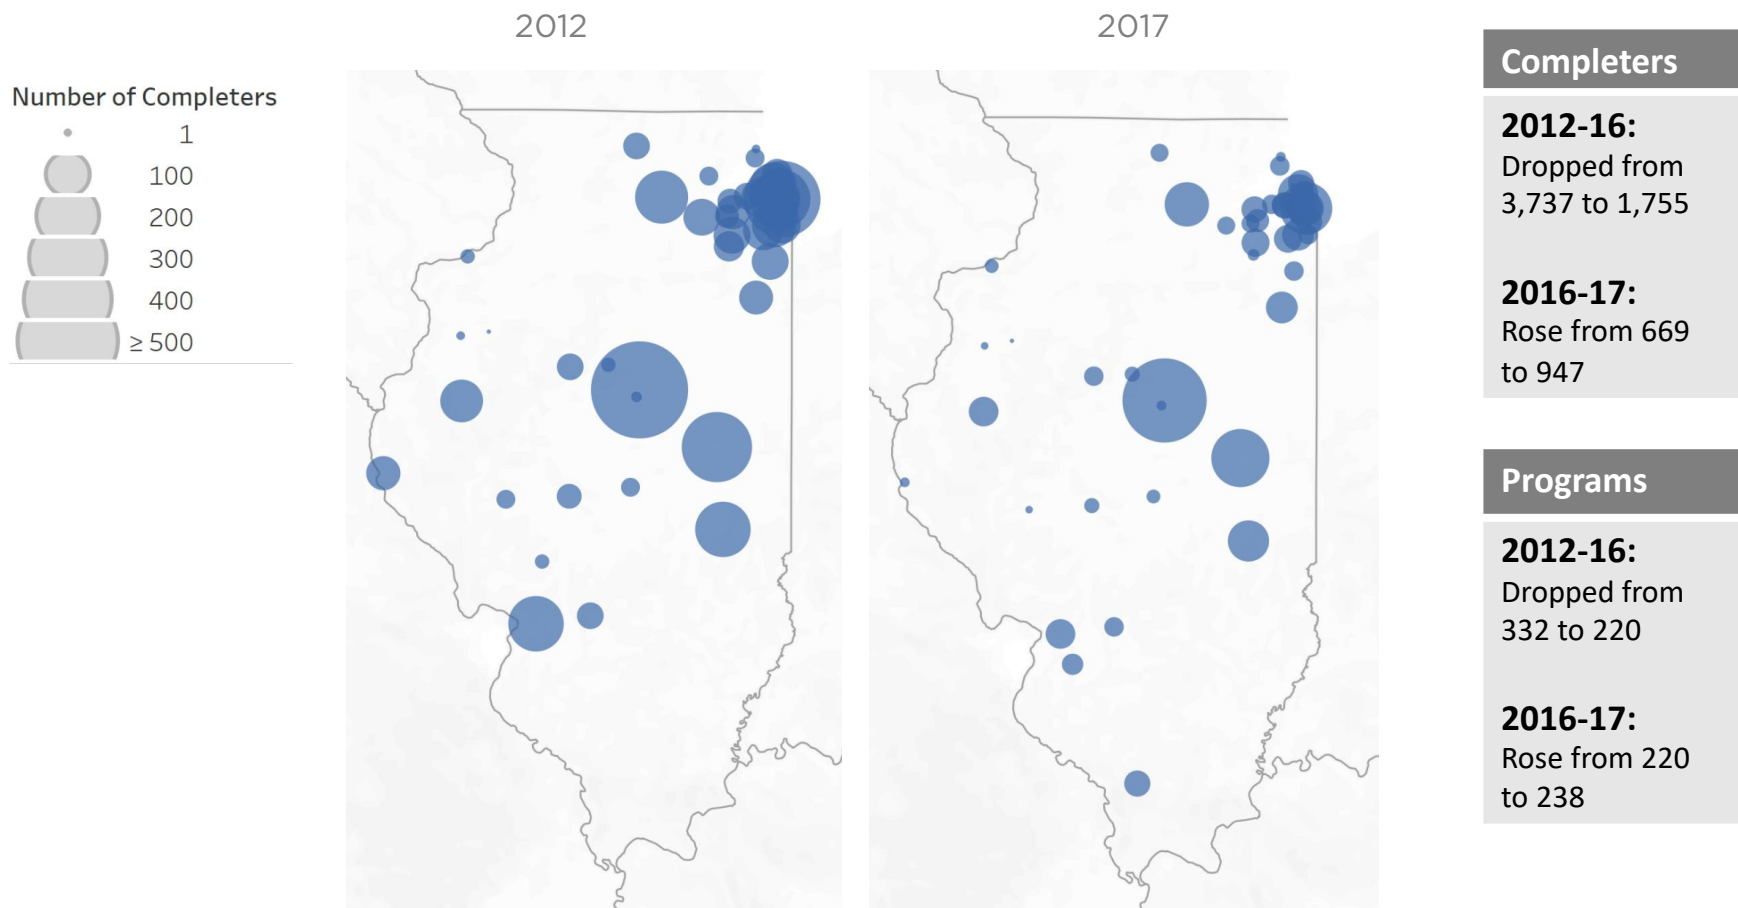 2012
2017
Number of Completers
1
100
200
300
400
≥ 500
Completers
2012-16:
Dropped from
3,737 to 1,755
2016-17:
Rose from 669
to 947
Programs
2012-16:
Dropped from
332 to 220
2016-17:
Rose from 220
to 238